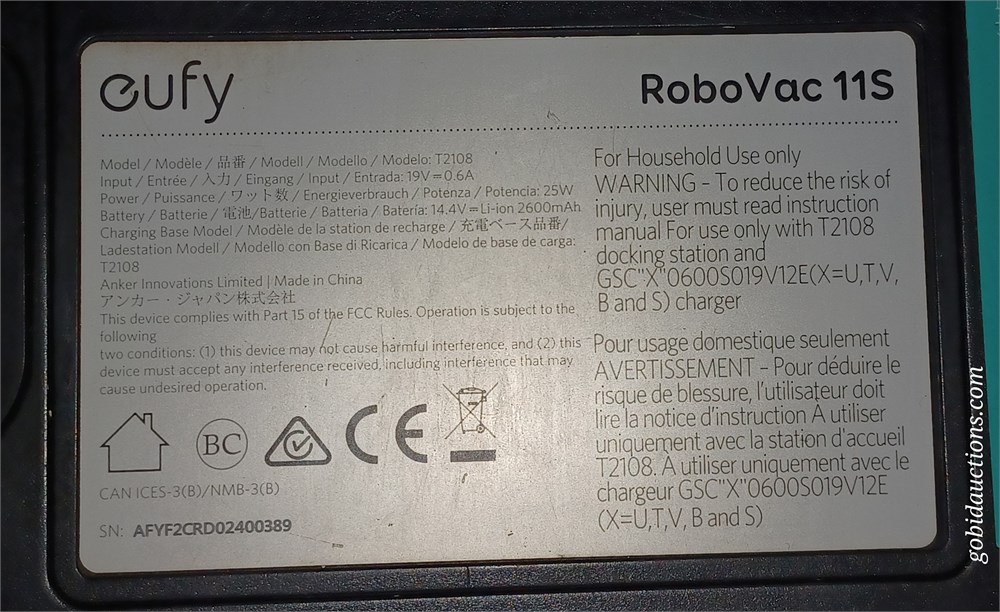 eufy
RoboVac 11S
Model / Modèle / 品番 / Modell / Modello / Modelo: T2108
Input / Entrée / 入力 / Eingang / Input / Entrada: 19V⎓0.6A
Power / Puissance / ワット数 / Energieverbrauch / Potenza / Potencia: 25W
Battery / Batterie / 電池/Batterie / Batteria / Batería: 14.4V⎓Li-ion 2600mAh
Charging Base Model / Modèle de la station de recharge / 充電ベース品番/
Ladestation Modell / Modello con Base di Ricarica / Modelo de base de carga:
T2108
Anker Innovations Limited | Made in China
アンカー・ジャパン株式会社
This device complies with Part 15 of the FCC Rules. Operation is subject to the
following
two conditions: (1) this device may not cause harmful interference, and (2) this
device must accept any interference received, including interference that may
cause undesired operation.
BC
CE
CAN ICES-3(B)/NMB-3(B)
SN: AFYF2CRD02400389
For Household Use only
WARNING – To reduce the risk of
injury, user must read instruction
manual For use only with T2108
docking station and
GSC"X"0600S019V12E(X=U,T,V,
B and S) charger
Pour usage domestique seulement
AVERTISSEMENT – Pour déduire le
risque de blessure, l'utilisateur doit
lire la notice d'instruction À utiliser
uniquement avec la station d'accueil
T2108. À utiliser uniquement avec le
chargeur GSC"X"0600S019V12E
(X=U,T,V, B and S)
gobidauctions.com